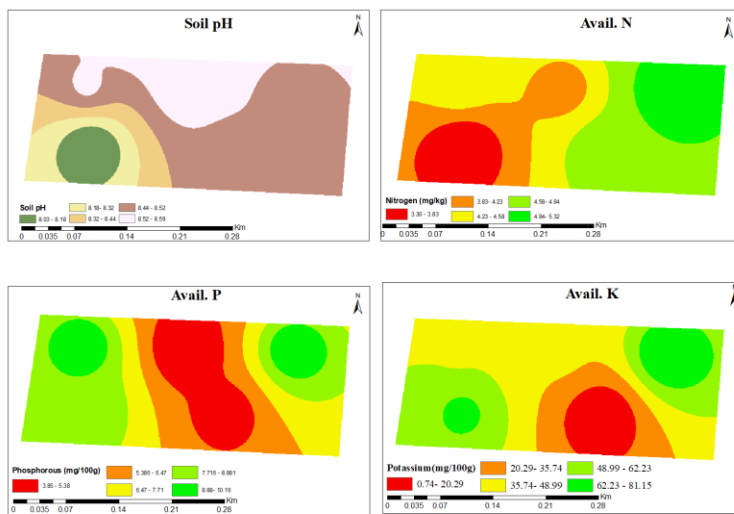 Soil pH
N
Soil pH
8.03 - 8.18
8.18 - 8.32
8.32 - 8.44
8.44 - 8.52
8.52 - 8.59
Km
0 0.035 0.07 0.14 0.21 0.28
Avail. N
N
Nitrogen (mg/kg)
3.30 - 3.83
3.83 - 4.23
4.23 - 4.58
4.58 - 4.94
4.94 - 5.32
Km
0 0.035 0.07 0.14 0.21 0.28
Avail. P
N
Phosphorous (mg/100g)
3.85 - 5.38
5.386 - 6.47
6.47 - 7.71
7.716 - 8.881
8.88 - 10.16
Km
0 0.035 0.07 0.14 0.21 0.28
Avail. K
Potassium(mg/100g)
0.74- 20.29
20.29- 35.74
35.74 - 48.99
48.99 - 62.23
62.23 - 81.15
Km
0 0.035 0.07 0.14 0.21 0.28